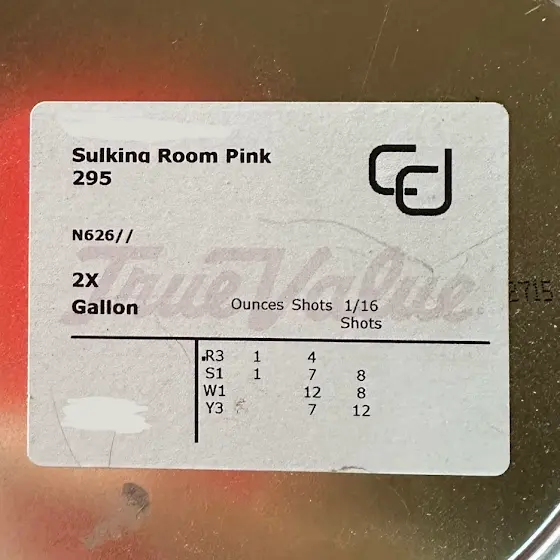 Sulking Room Pink
295
N626//
2X
Gallon
True Value
Ounces Shots 1/16
Shots
R3 1 4
S1 1 7 8
W1 12 8
Y3 7 12
2715